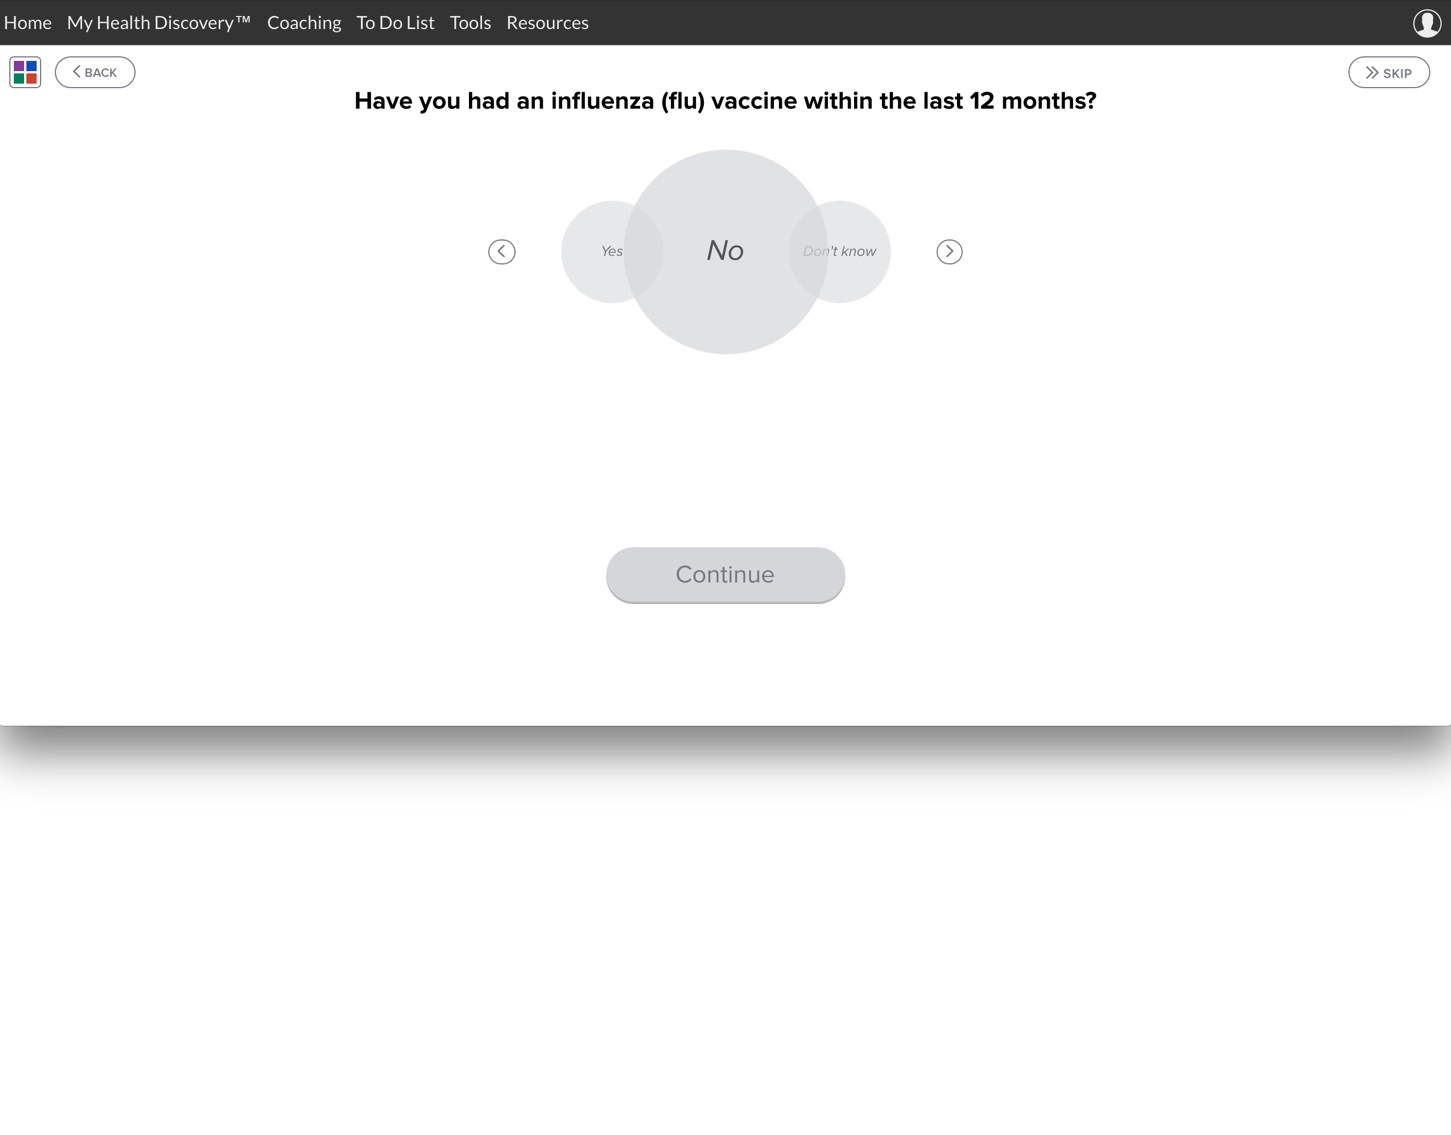 Home My Health Discovery™ Coaching To Do List Tools Resources
BACK
SKIP
Have you had an influenza (flu) vaccine within the last 12 months?
Yes No Don't know
Continue